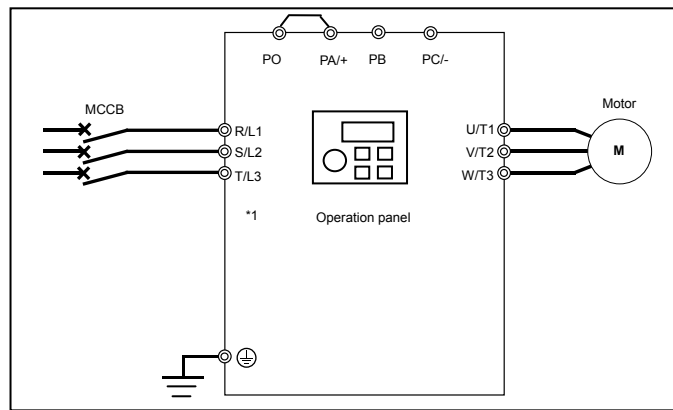 PO PA/+ PB PC/-
MCCB
Motor
R/L1
U/T1
S/L2
V/T2
M
T/L3
W/T3
*1
Operation panel